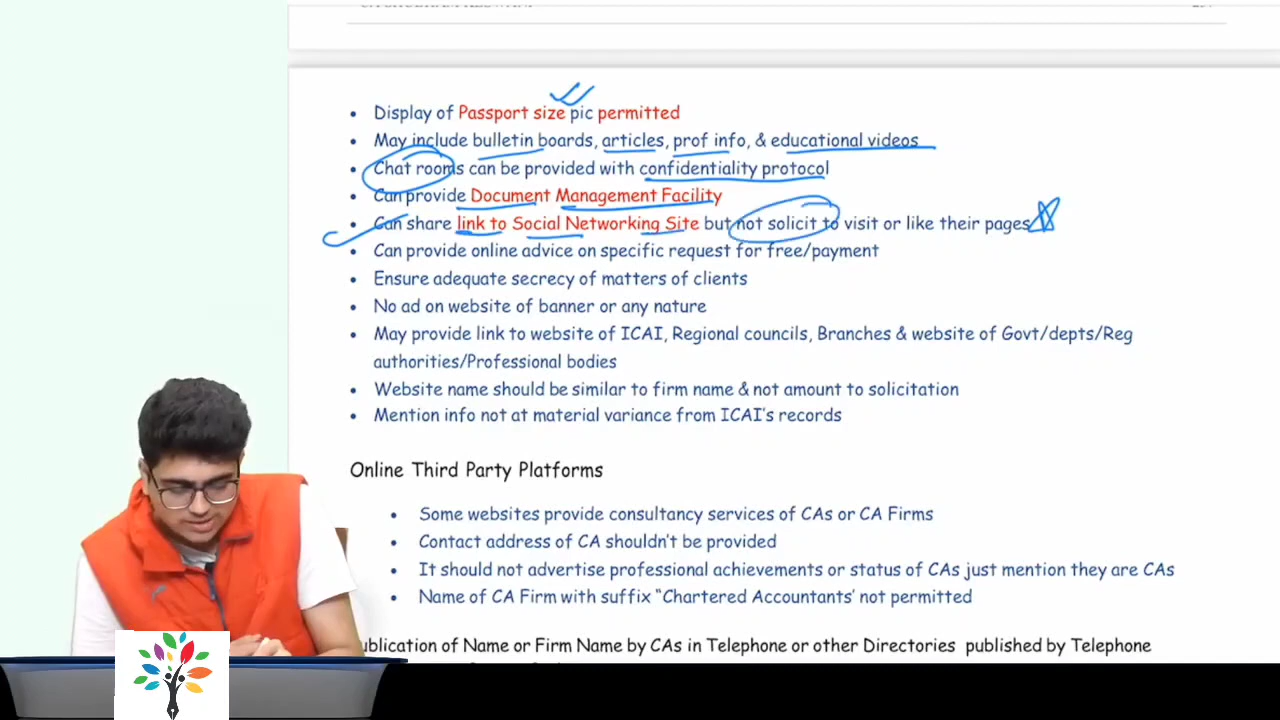 • Display of Passport size pic permitted
• May include bulletin boards, articles, prof info, & educational videos
• Chat rooms can be provided with confidentiality protocol
• Can provide Document Management Facility
• Can share link to Social Networking Site but not solicit to visit or like their pages
• Can provide online advice on specific request for free/payment
• Ensure adequate secrecy of matters of clients
• No ad on website of banner or any nature
• May provide link to website of ICAI, Regional councils, Branches & website of Govt/depts/Reg
authorities/Professional bodies
• Website name should be similar to firm name & not amount to solicitation
• Mention info not at material variance from ICAI's records
Online Third Party Platforms
• Some websites provide consultancy services of CAs or CA Firms
• Contact address of CA shouldn't be provided
• It should not advertise professional achievements or status of CAs just mention they are CAs
• Name of CA Firm with suffix "Chartered Accountants' not permitted
ublication of Name or Firm Name by CAs in Telephone or other Directories published by Telephone